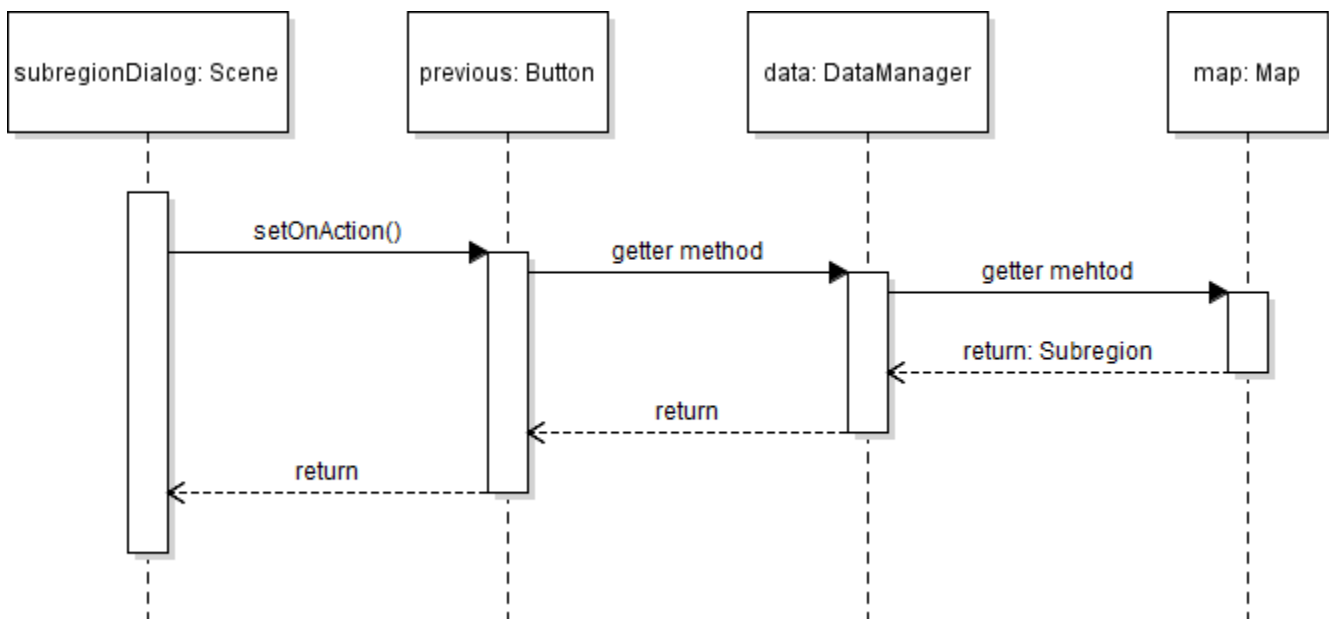 subregionDialog: Scene
previous: Button
data: DataManager
map: Map
setOnAction()
getter method
getter mehtod
return: Subregion
return
return